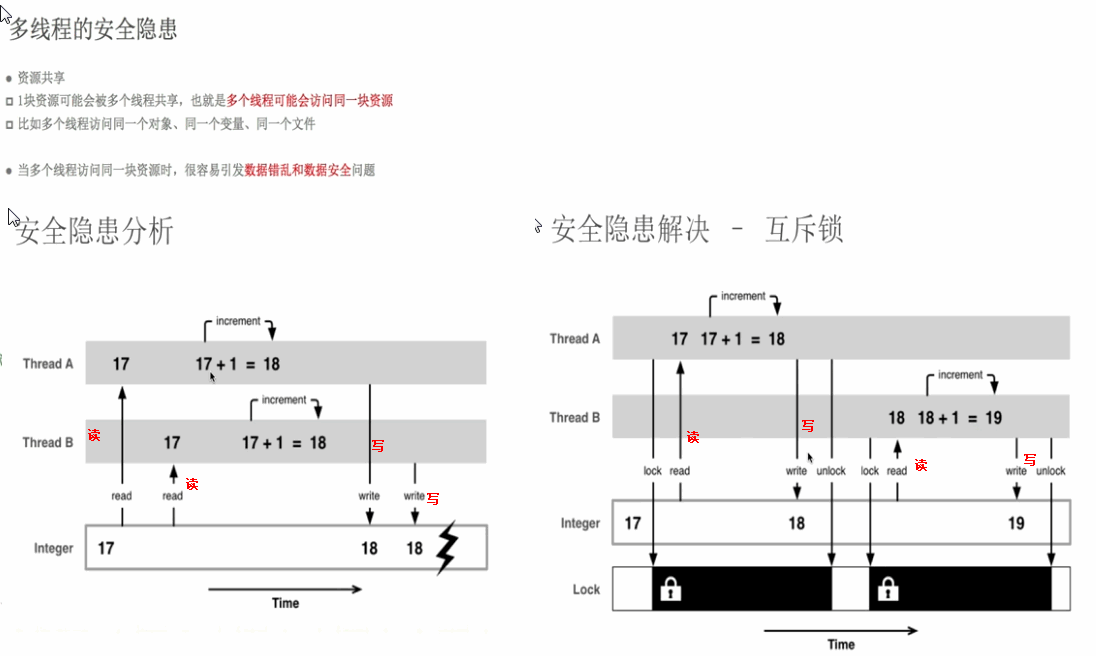 多线程的安全隐患
● 资源共享
□ 1块资源可能会被多个线程共享，也就是多个线程可能会访问同一块资源
□ 比如多个线程访问同一个对象、同一个变量、同一个文件
● 当多个线程访问同一块资源时，很容易引发数据错乱和数据安全问题
安全隐患分析
increment
Thread A 17 17 + 1 = 18
increment
Thread B 读 17 17 + 1 = 18 写
读
read read write write 写
Integer 17 18 18
Time
安全隐患解决 - 互斥锁
increment
Thread A 17 17 + 1 = 18
increment
Thread B 18 18 + 1 = 19
读 写 读 写
lock read write unlock lock read write unlock
Integer 17 18 19
Lock
Time